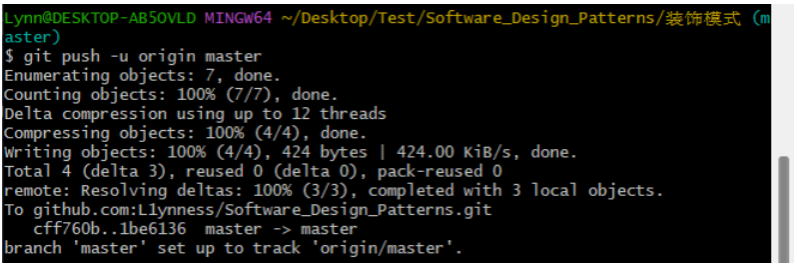 Lynn@DESKTOP-AB5OVLD MINGW64 ~/Desktop/Test/Software_Design_Patterns/装饰模式 (m
aster)
$ git push -u origin master
Enumerating objects: 7, done.
Counting objects: 100% (7/7), done.
Delta compression using up to 12 threads
Compressing objects: 100% (4/4), done.
Writing objects: 100% (4/4), 424 bytes | 424.00 KiB/s, done.
Total 4 (delta 3), reused 0 (delta 0), pack-reused 0
remote: Resolving deltas: 100% (3/3), completed with 3 local objects.
To github.com:L1ynness/Software_Design_Patterns.git
   cff760b..1be6136  master -> master
branch 'master' set up to track 'origin/master'.